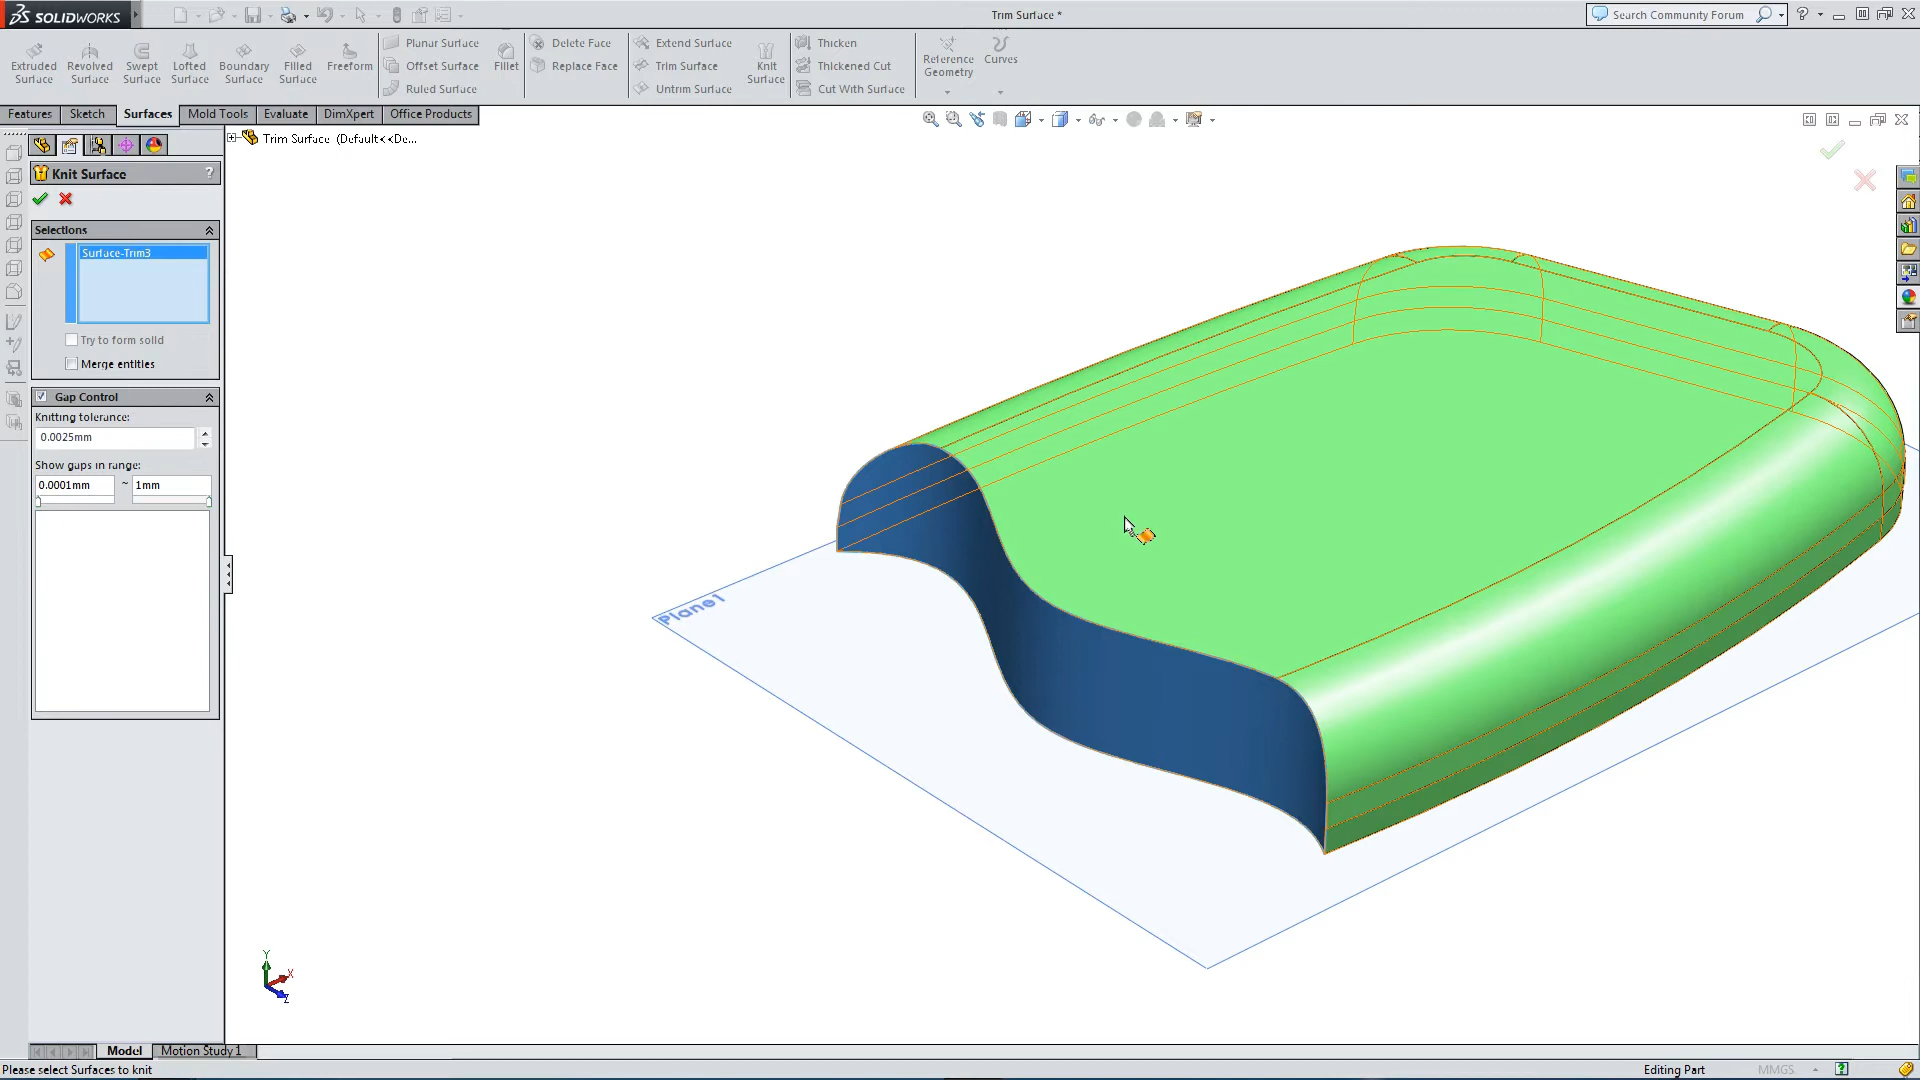 SOLIDWORKS
Trim Surface *
Search Community Forum
?
Extruded Surface
Revolved Surface
Swept Surface
Lofted Surface
Boundary Surface
Filled Surface
Freeform
Planar Surface
Offset Surface
Ruled Surface
Fillet
Delete Face
Replace Face
Extend Surface
Trim Surface
Untrim Surface
Knit Surface
Thicken
Thickened Cut
Cut With Surface
Reference Geometry
Curves
Features
Sketch
Surfaces
Mold Tools
Evaluate
DimXpert
Office Products
Trim Surface (Default<<De...
Knit Surface
?
Selections
Surface-Trim3
Try to form solid
Merge entities
Gap Control
Knitting tolerance:
0.0025mm
Show gaps in range:
0.0001mm ~ 1mm
Plane1
Y
X
Z
Model
Motion Study 1
Please select Surfaces to knit
Editing Part
MMGS
?